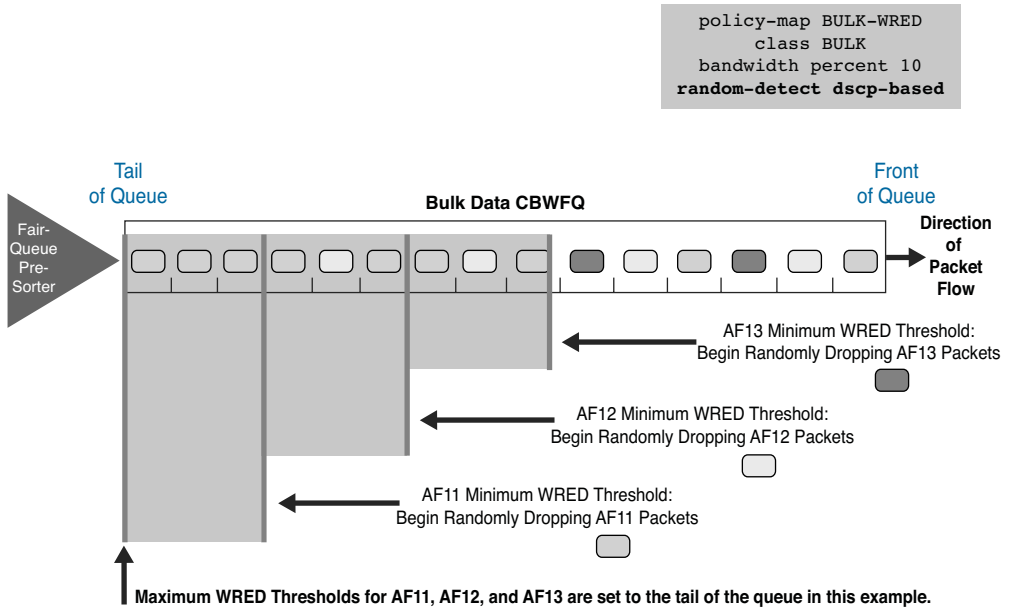 policy-map BULK-WRED
class BULK
bandwidth percent 10
random-detect dscp-based
Tail
of Queue
Front
of Queue
Bulk Data CBWFQ
Fair-
Queue
Pre-
Sorter
Direction
of
Packet
Flow
AF13 Minimum WRED Threshold:
Begin Randomly Dropping AF13 Packets
AF12 Minimum WRED Threshold:
Begin Randomly Dropping AF12 Packets
AF11 Minimum WRED Threshold:
Begin Randomly Dropping AF11 Packets
Maximum WRED Thresholds for AF11, AF12, and AF13 are set to the tail of the queue in this example.